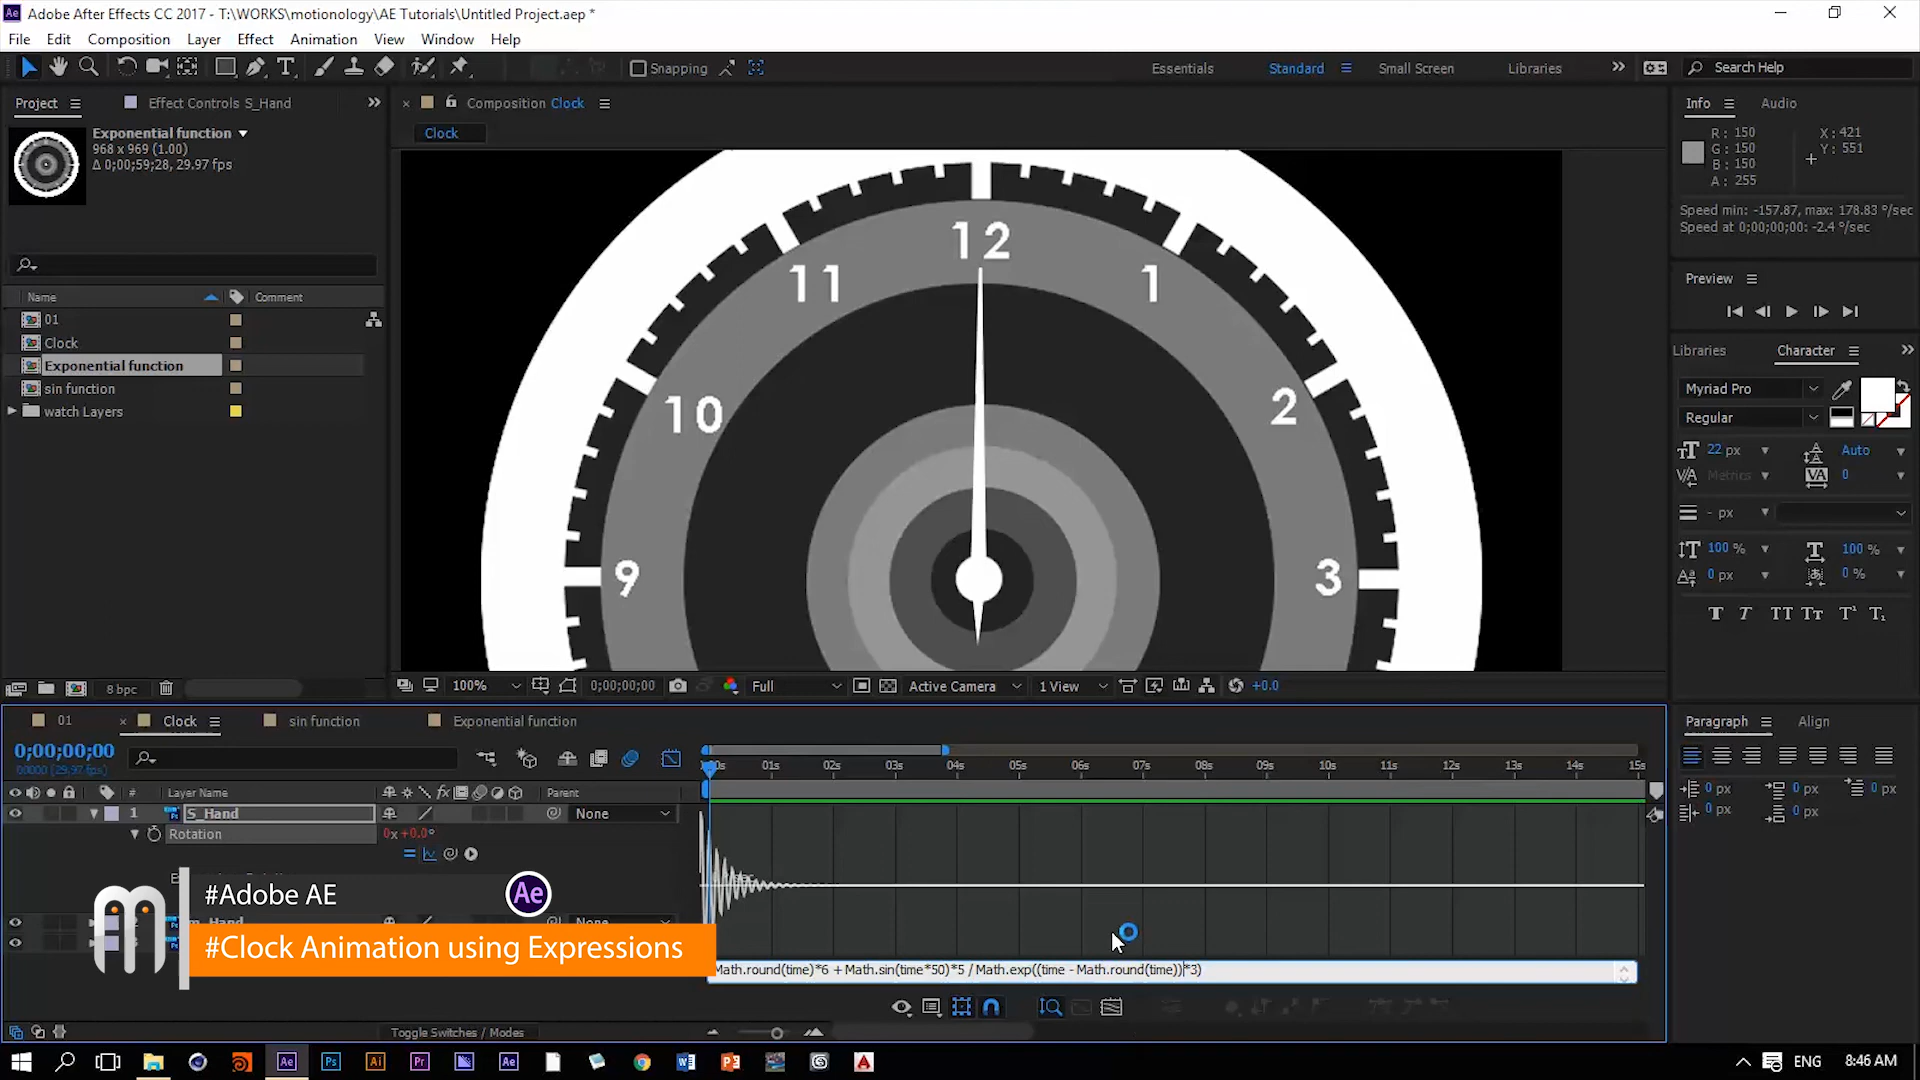 Adobe After Effects CC 2017 - T:\WORKS\motionology\AE Tutorials\Untitled Project.aep *
File Edit Composition Layer Effect Animation View Window Help
Snapping Essentials Standard Small Screen Libraries Search Help
Project Effect Controls S_Hand
Exponential function
968 x 969 (1.00)
Δ 0;00;59;28, 29.97 fps
Name Comment
01
Clock
Exponential function
sin function
watch Layers
8 bpc
Composition Clock
Clock
12
11
1
10
2
9
3
100% 0;00;00;00 Full Active Camera 1 View +0.0
Info Audio
R: 150
G: 150
B: 150
A: 255
X: 421
Y: 551
Speed min: -157.87, max: 178.83 °/sec
Speed at 0;00;00;00: -2.4 °/sec
Preview
Libraries Character
Myriad Pro
Regular
22 px Auto
Metrics 0
- px
100 % 100 %
0 px 0 %
T T TT Tт T¹ T₁
Paragraph Align
0 px 0 px 0 px
0 px 0 px
01 Clock sin function Exponential function
0;00;00;00
00000 (29.97 fps)
01s 02s 03s 04s 05s 06s 07s 08s 09s 10s 11s 12s 13s 14s 15s
# Layer Name Parent
1 S_Hand None
Rotation 0x+0.0°
#Adobe AE Ae
#Clock Animation using Expressions
Math.round(time)*6 + Math.sin(time*50)*5 / Math.exp((time - Math.round(time))*3)
Toggle Switches / Modes
ENG 8:46 AM